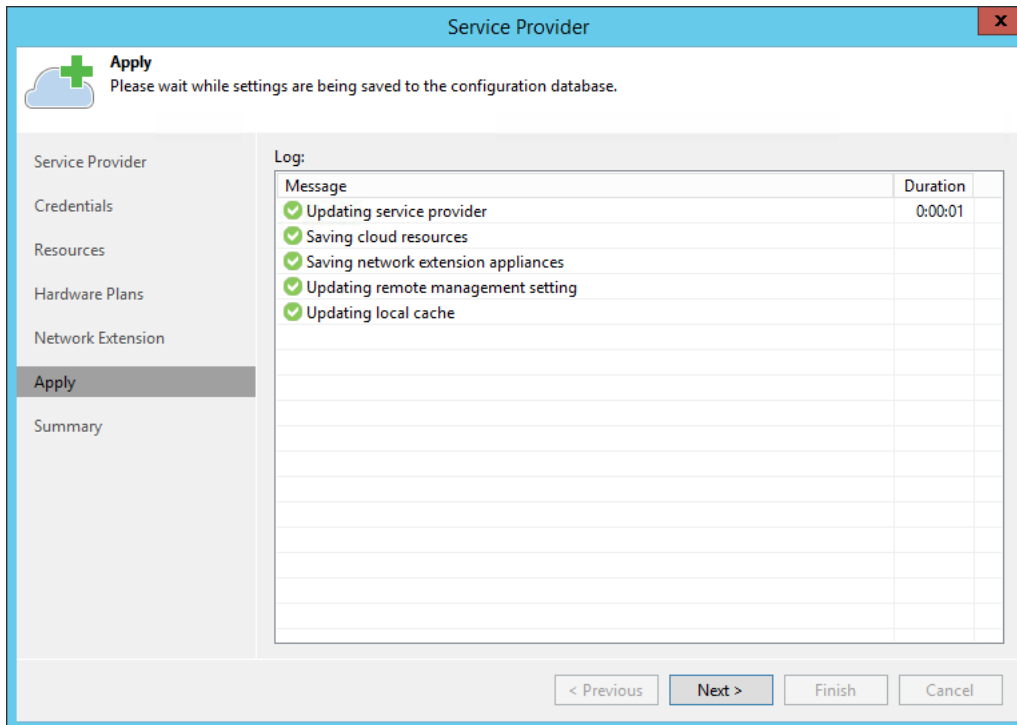 Service Provider
x
Apply
Please wait while settings are being saved to the configuration database.
Service Provider
Credentials
Resources
Hardware Plans
Network Extension
Apply
Summary
Log:
Message Duration
Updating service provider 0:00:01
Saving cloud resources
Saving network extension appliances
Updating remote management setting
Updating local cache
< Previous Next > Finish Cancel